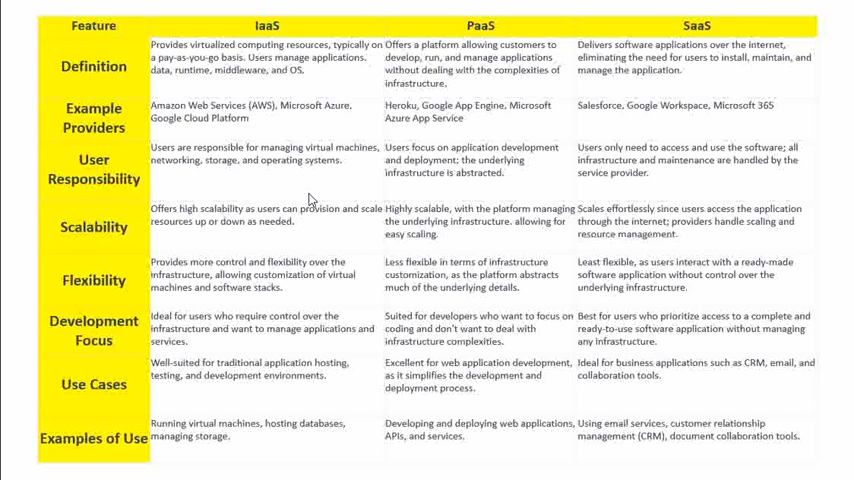 Feature IaaS PaaS SaaS
Definition
Provides virtualized computing resources, typically on
a pay-as-you-go basis. Users manage applications.
data, runtime, middleware, and OS.
Offers a platform allowing customers to
develop, run, and manage applications
without dealing with the complexities of
infrastructure.
Delivers software applications over the internet,
eliminating the need for users to install, maintain, and
manage the application.
Example
Providers
Amazon Web Services (AWS), Microsoft Azure,
Google Cloud Platform
Heroku, Google App Engine, Microsoft
Azure App Service
Salesforce, Google Workspace, Microsoft 365
User
Responsibility
Users are responsible for managing virtual machines,
networking, storage, and operating systems.
Users focus on application development
and deployment; the underlying
infrastructure is abstracted.
Users only need to access and use the software; all
infrastructure and maintenance are handled by the
service provider.
Scalability
Offers high scalability as users can provision and scale
resources up or down as needed.
Highly scalable, with the platform managing
the underlying infrastructure. allowing for
easy scaling.
Scales effortlessly since users access the application
through the internet; providers handle scaling and
resource management.
Flexibility
Provides more control and flexibility over the
infrastructure, allowing customization of virtual
machines and software stacks.
Less flexible in terms of infrastructure
customization, as the platform abstracts
much of the underlying details.
Least flexible, as users interact with a ready-made
software application without control over the
underlying infrastructure.
Development
Focus
Ideal for users who require control over the
infrastructure and want to manage applications and
services.
Suited for developers who want to focus on
coding and don't want to deal with
infrastructure complexities.
Best for users who prioritize access to a complete and
ready-to-use software application without managing
any infrastructure.
Use Cases
Well-suited for traditional application hosting,
testing, and development environments.
Excellent for web application development,
as it simplifies the development and
deployment process.
Ideal for business applications such as CRM, email, and
collaboration tools.
Examples of Use
Running virtual machines, hosting databases,
managing storage.
Developing and deploying web applications,
APIs, and services.
Using email services, customer relationship
management (CRM), document collaboration tools.